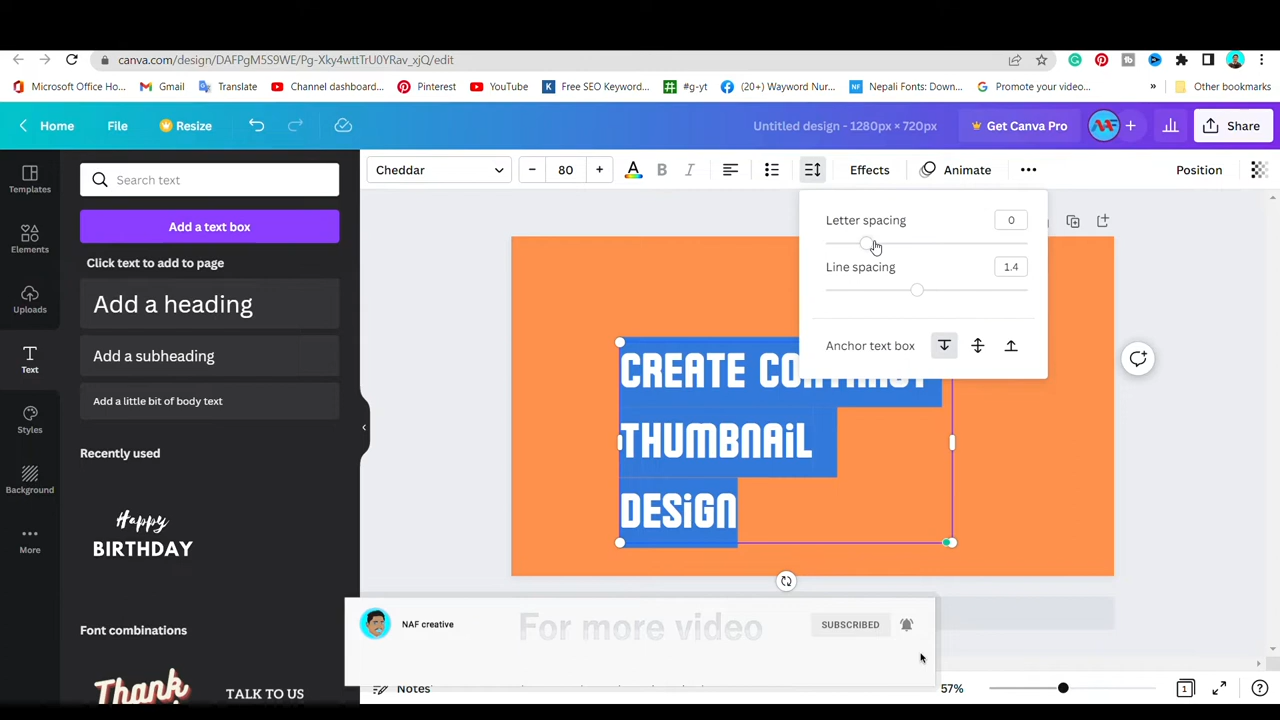 canva.com/design/DAFPgM5S9WE/Pg-Xky4wttTrU0YRav_xjQ/edit
Microsoft Office Ho...
Gmail
Translate
Channel dashboard...
Pinterest
YouTube
Free SEO Keyword...
#g-yt
(20+) Wayword Nur...
Nepali Fonts: Down...
Promote your video...
»
Other bookmarks
Home
File
Resize
Untitled design - 1280px × 720px
Get Canva Pro
+
Share
Templates
Elements
Uploads
Text
Styles
Background
More
Search text
Add a text box
Click text to add to page
Add a heading
Add a subheading
Add a little bit of body text
Recently used
Happy
BIRTHDAY
Font combinations
Thank
TALK TO US
Cheddar
− 80 +
A B I
Effects
Animate
Position
Letter spacing 0
Line spacing 1.4
Anchor text box
CREATE
THUMBNAiL
DESiGN
NAF creative
For more video
SUBSCRIBED
Notes
57%
1